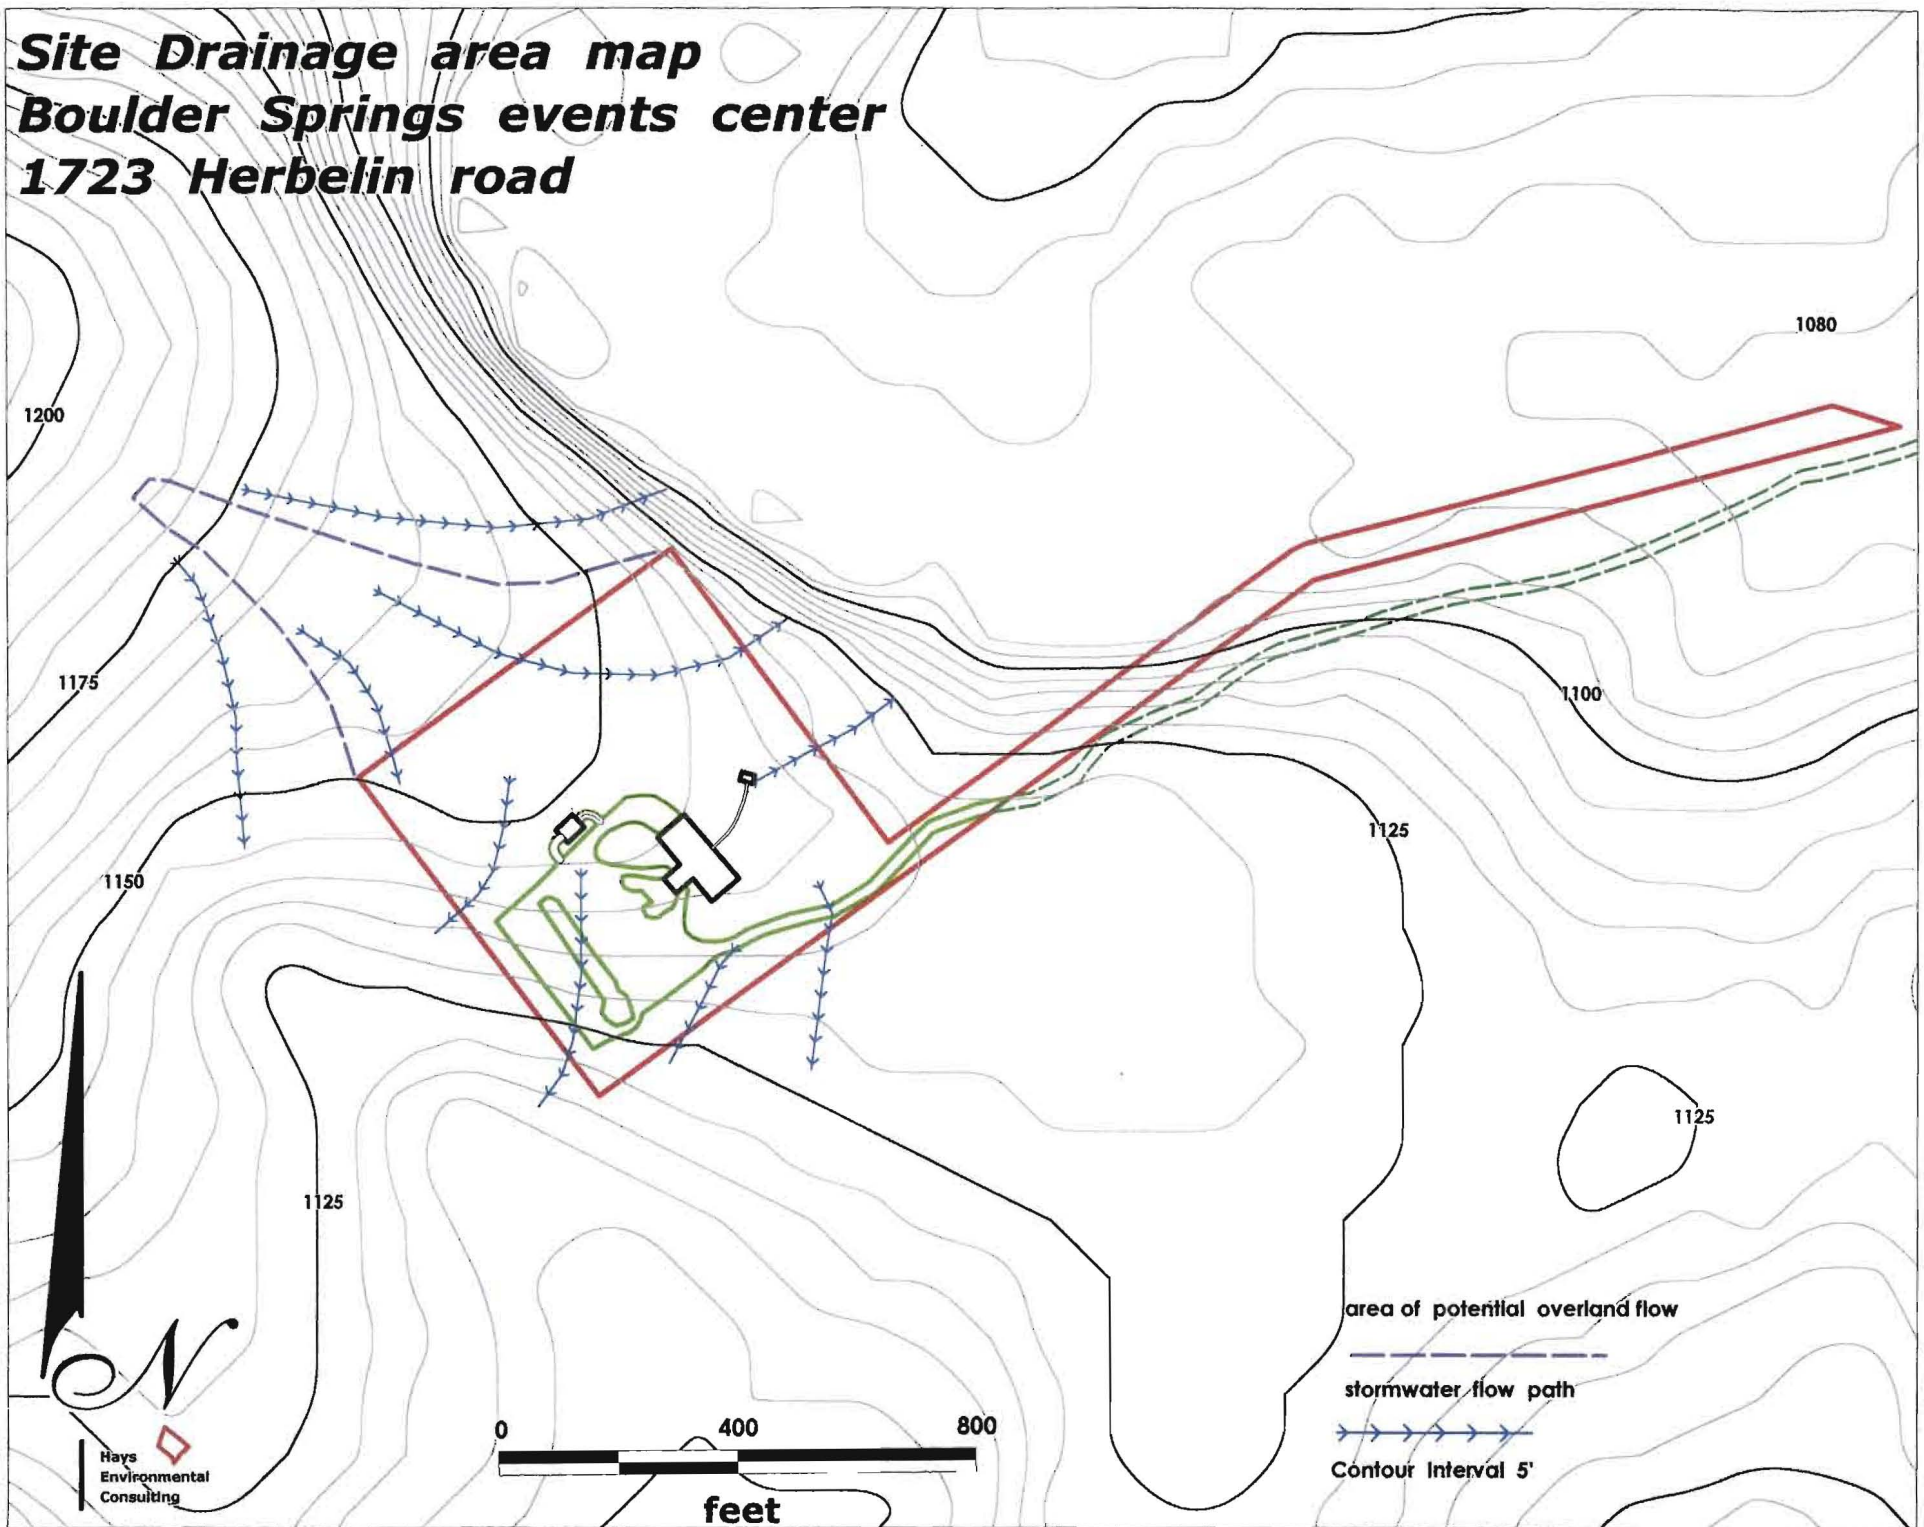 Site Drainage area map
Boulder Springs events center
1723 Herbelin road
1080
1200
1175
1100
1125
1150
1125
1125
N
area of potential overland flow
stormwater flow path
Contour Interval 5'
0 400 800
feet
Hays
Environmental
Consulting